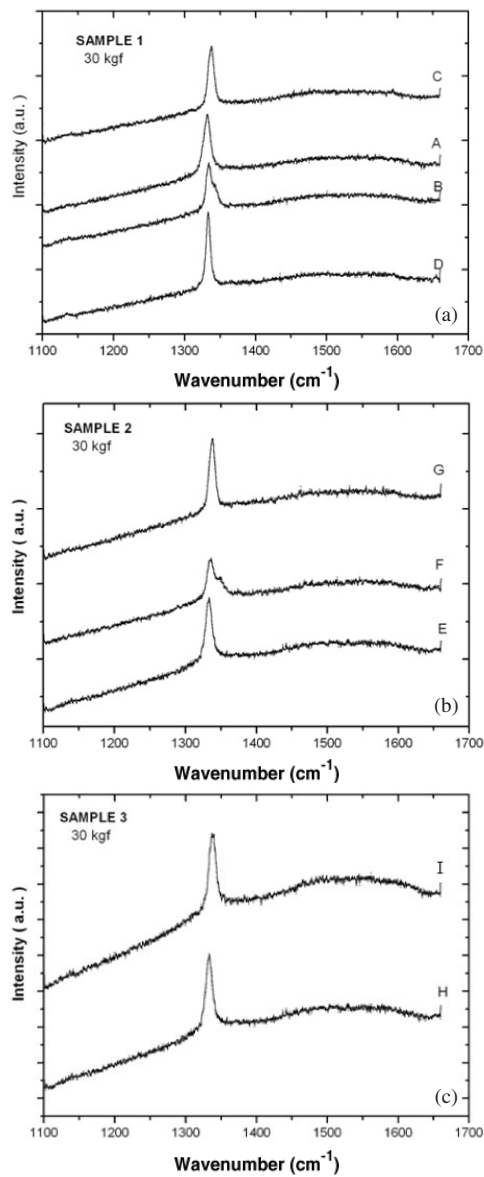 SAMPLE 1
30 kgf
C
A
B
D
(a)
Intensity (a.u.)
1100 1200 1300 1400 1500 1600 1700
Wavenumber (cm⁻¹)
SAMPLE 2
30 kgf
G
F
E
(b)
Intensity ( a.u.)
1100 1200 1300 1400 1500 1600 1700
Wavenumber (cm⁻¹)
SAMPLE 3
30 kgf
I
H
(c)
Intensity ( a.u.)
1100 1200 1300 1400 1500 1600 1700
Wavenumber (cm⁻¹)